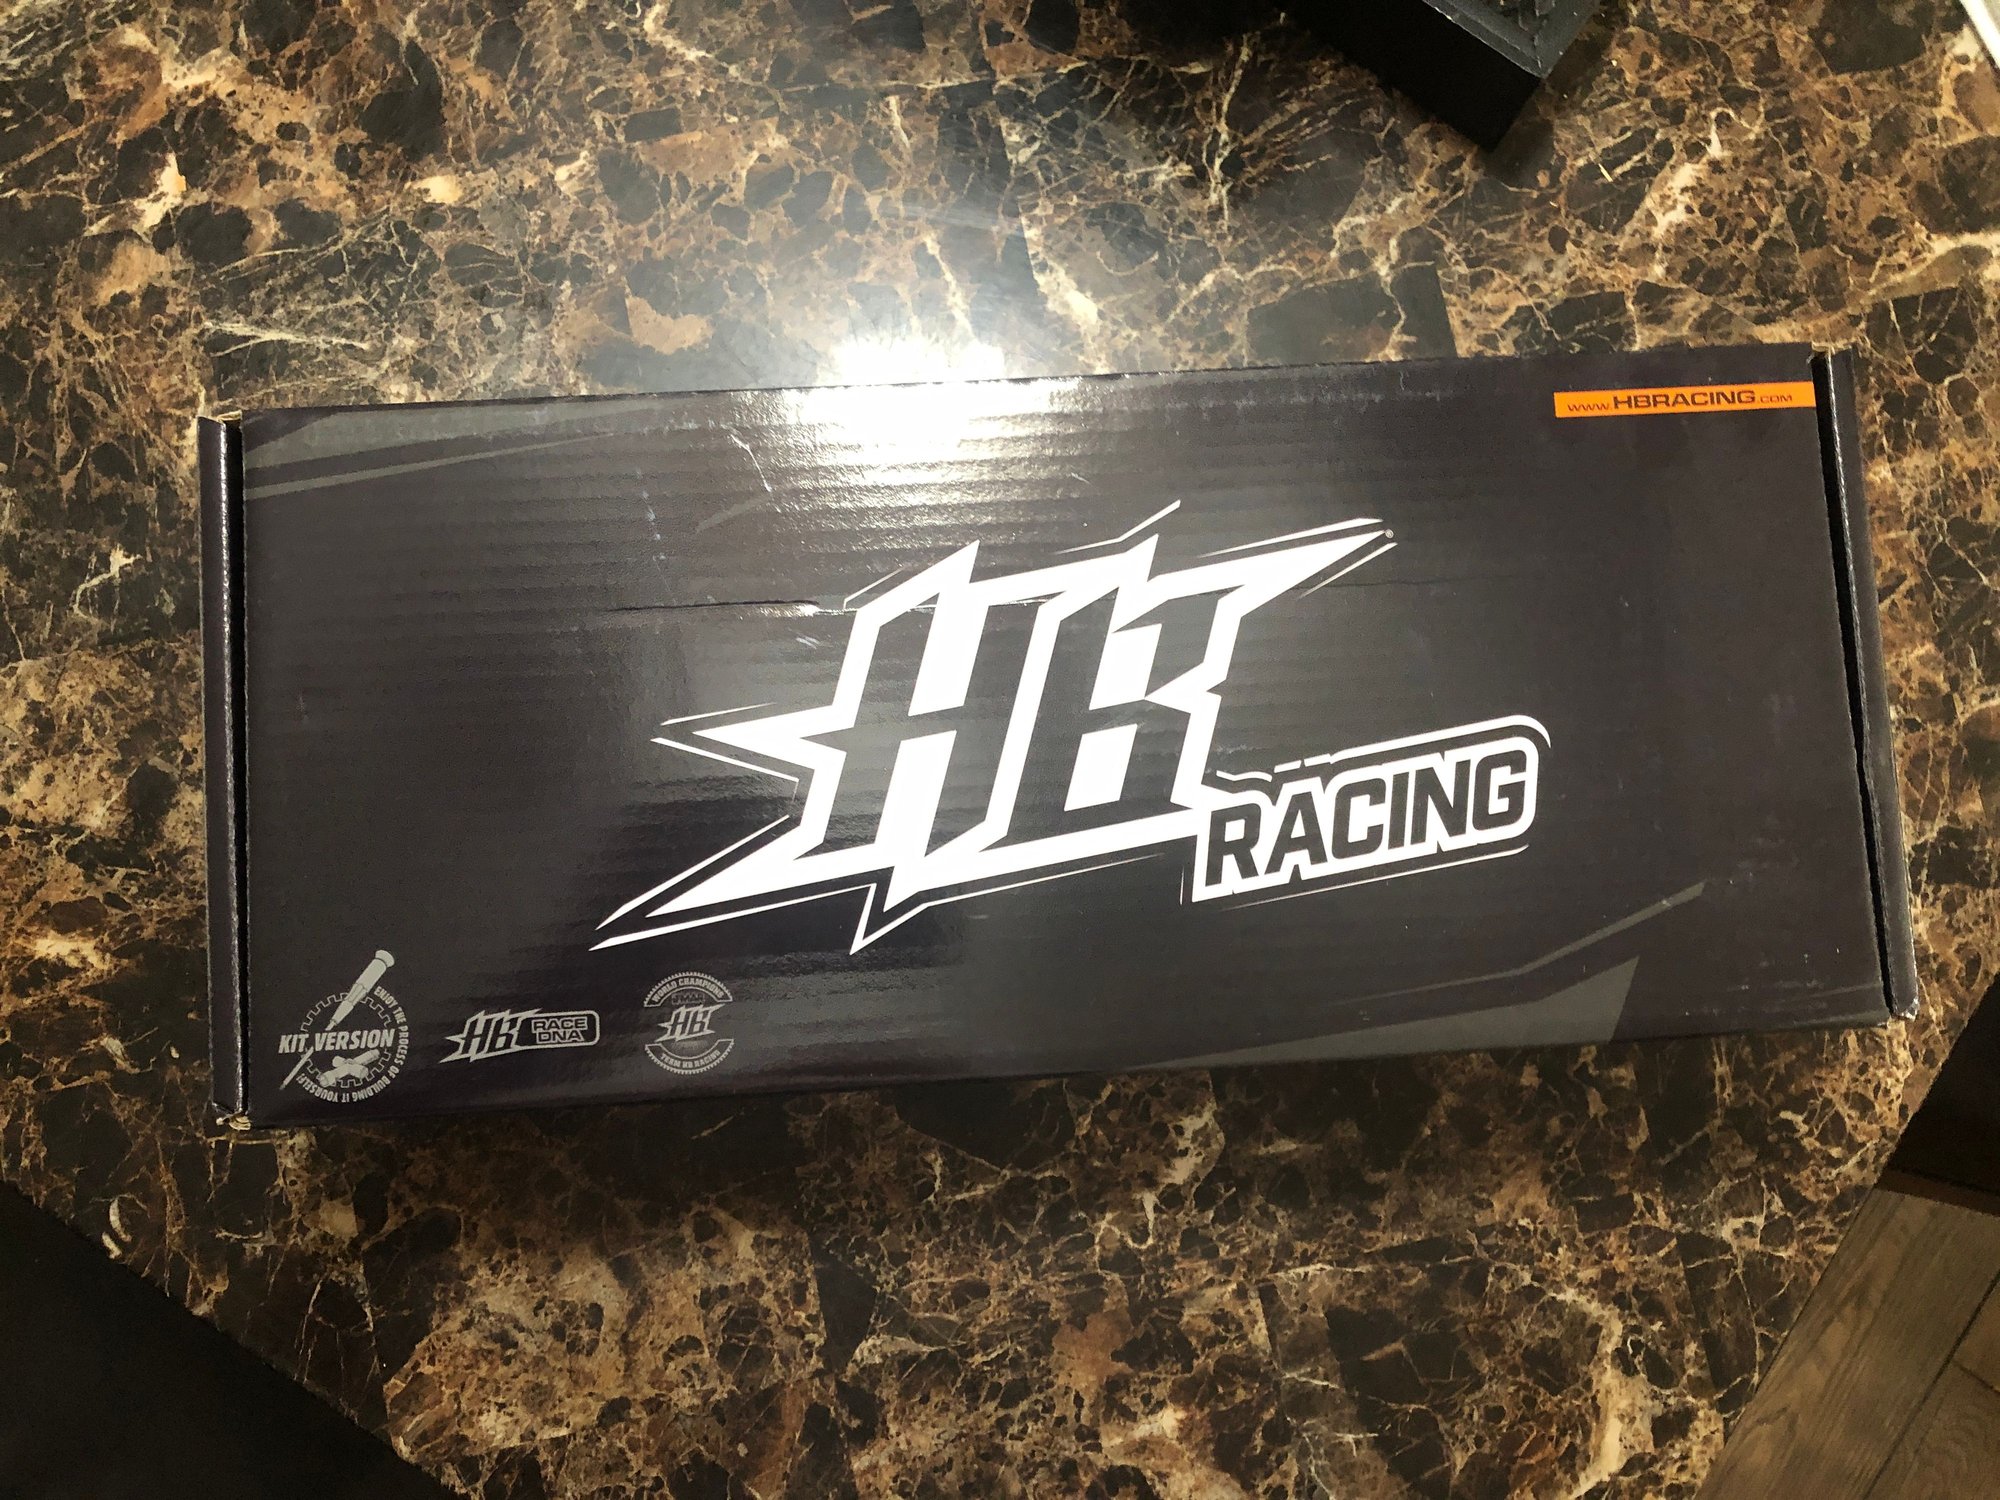 www.HBRACING.COM
HB
RACING
KIT VERSION
ENJOY THE PROCESS OF BUILDING IT YOURSELF!
HB RACE
DNA
WORLD CHAMPIONS
IFMAR
HB
TEAM HB RACING